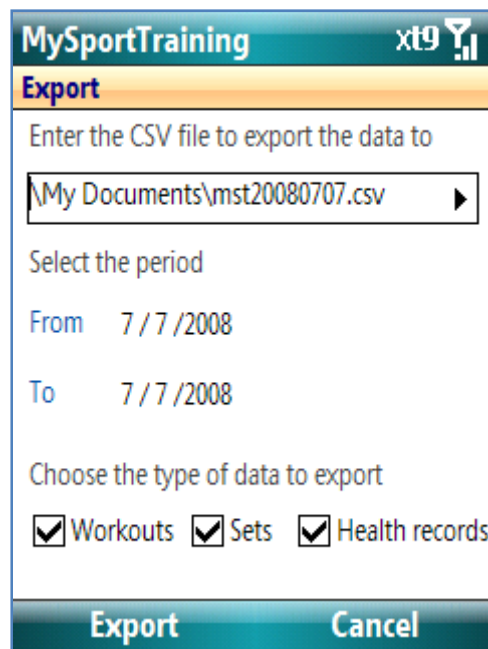 MySportTraining xt9
Export
Enter the CSV file to export the data to
\My Documents\mst20080707.csv
Select the period
From 7 / 7 /2008
To 7 / 7 /2008
Choose the type of data to export
Workouts Sets Health records
Export Cancel